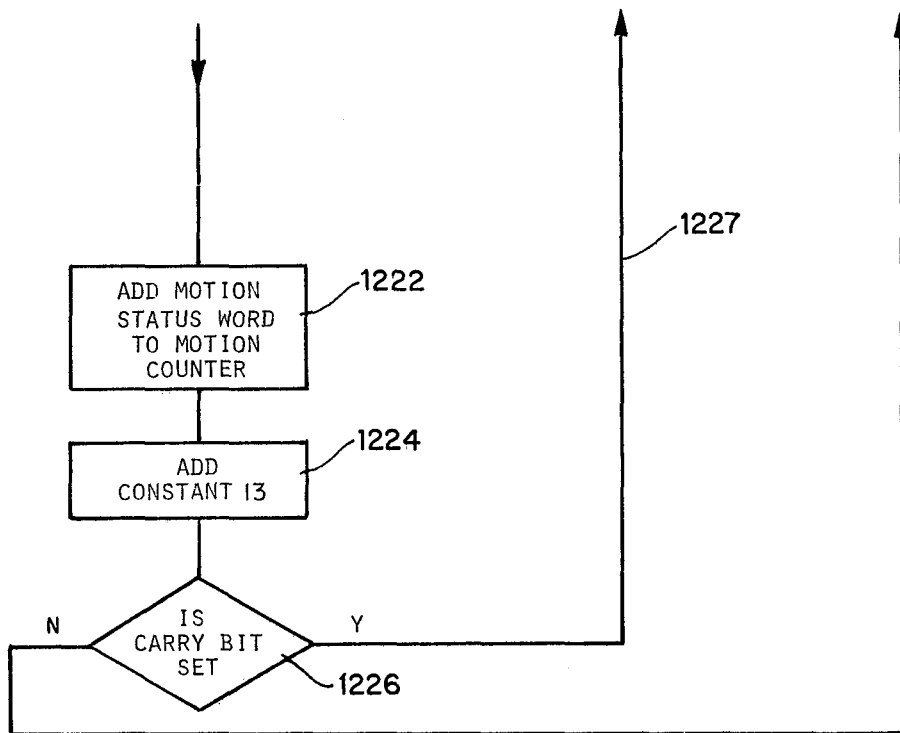 1227
ADD MOTION
STATUS WORD
TO MOTION
COUNTER
1222
ADD
CONSTANT 13
1224
IS
CARRY BIT
SET
N
Y
1226